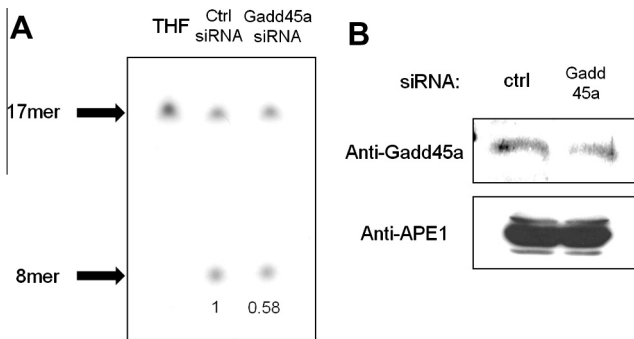 A
THF
Ctrl
siRNA
Gadd45a
siRNA
17mer
8mer
1
0.58
B
siRNA:
ctrl
Gadd
45a
Anti-Gadd45a
Anti-APE1